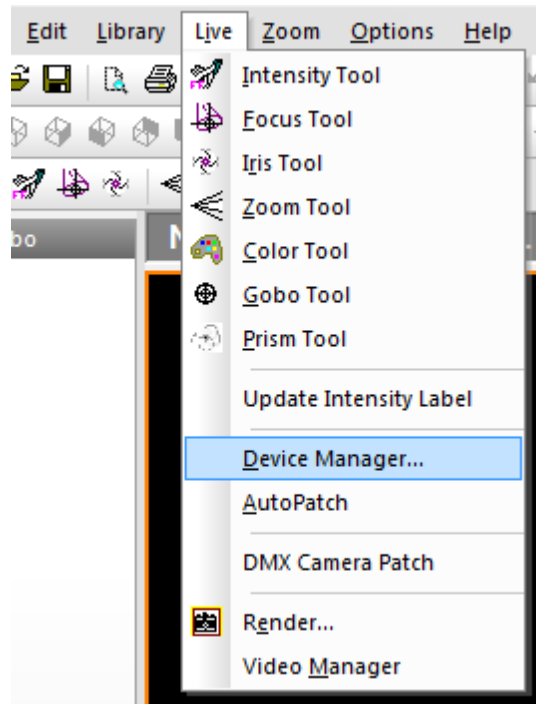 Edit Library Live Zoom Options Help
Intensity Tool
Focus Tool
Iris Tool
Zoom Tool
Color Tool
bo
Gobo Tool
Prism Tool
Update Intensity Label
Device Manager...
AutoPatch
DMX Camera Patch
Render...
Video Manager